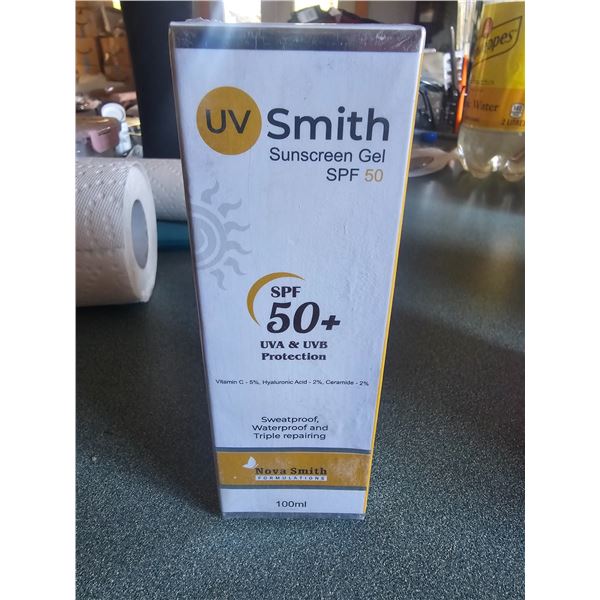 UV Smith
Sunscreen Gel
SPF 50
SPF
50+
UVA & UVB
Protection
Vitamin C - 5%, Hyaluronic Acid - 2%, Ceramide - 2%
Sweatproof,
Waterproof and
Triple repairing
Nova Smith
FORMULATIONS
100ml
Water